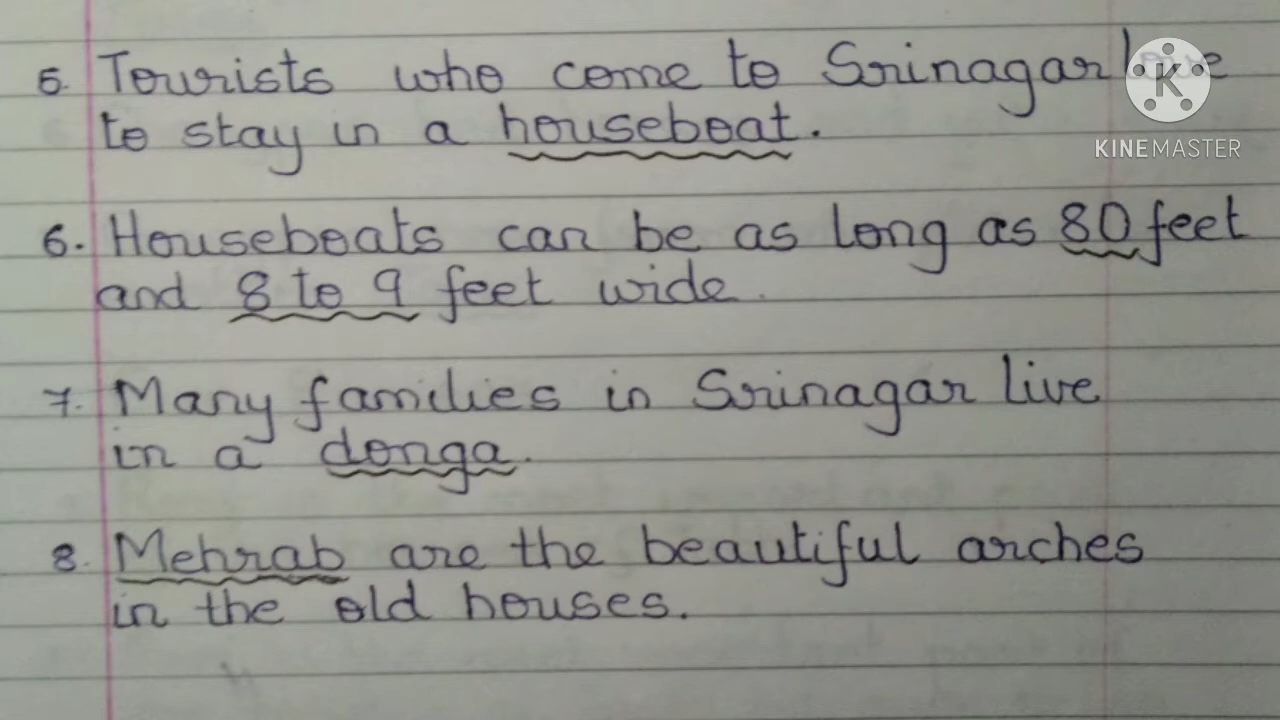 5. Tourists who come to Srinagar love
to stay in a houseboat.
KINEMASTER
6. Houseboats can be as long as 80 feet
and 8 to 9 feet wide.
7. Many families in Srinagar live
in a donga.
8. Mehrab are the beautiful arches
in the old houses.